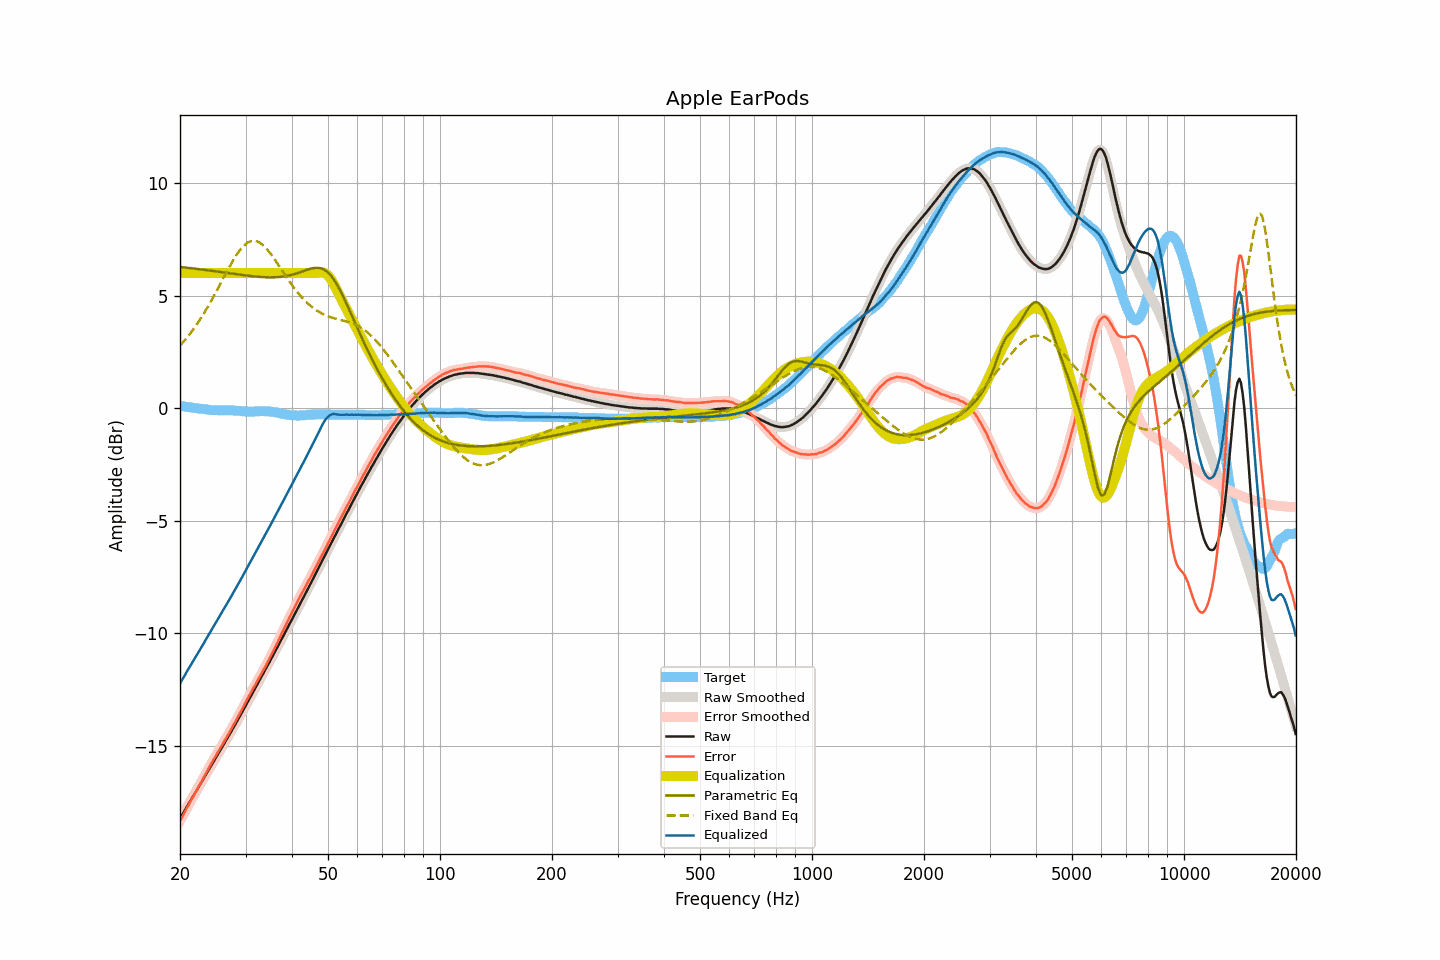 Apple EarPods
Amplitude (dBr)
10
5
0
−5
−10
−15
Target
Raw Smoothed
Error Smoothed
Raw
Error
Equalization
Parametric Eq
Fixed Band Eq
Equalized
20 50 100 200 500 1000 2000 5000 10000 20000
Frequency (Hz)